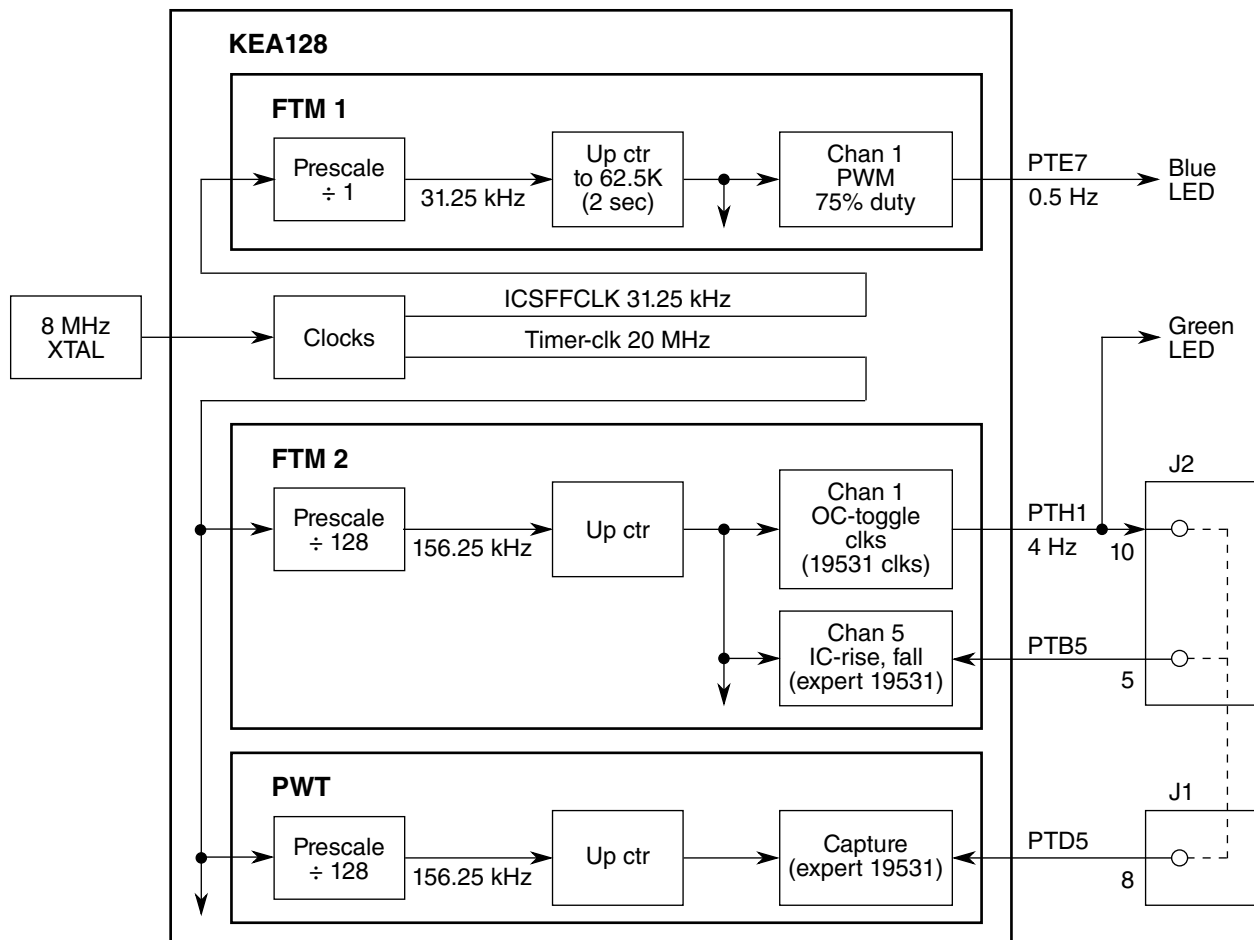 KEA128
FTM 1
Prescale
÷ 1
31.25 kHz
Up ctr
to 62.5K
(2 sec)
Chan 1
PWM
75% duty
PTE7
0.5 Hz
Blue
LED
8 MHz
XTAL
Clocks
ICSFFCLK 31.25 kHz
Timer-clk 20 MHz
Green
LED
FTM 2
Prescale
÷ 128
156.25 kHz
Up ctr
Chan 1
OC-toggle
clks
(19531 clks)
PTH1
4 Hz
J2
10
Chan 5
IC-rise, fall
(expert 19531)
PTB5
5
PWT
Prescale
÷ 128
156.25 kHz
Up ctr
Capture
(expert 19531)
PTD5
J1
8